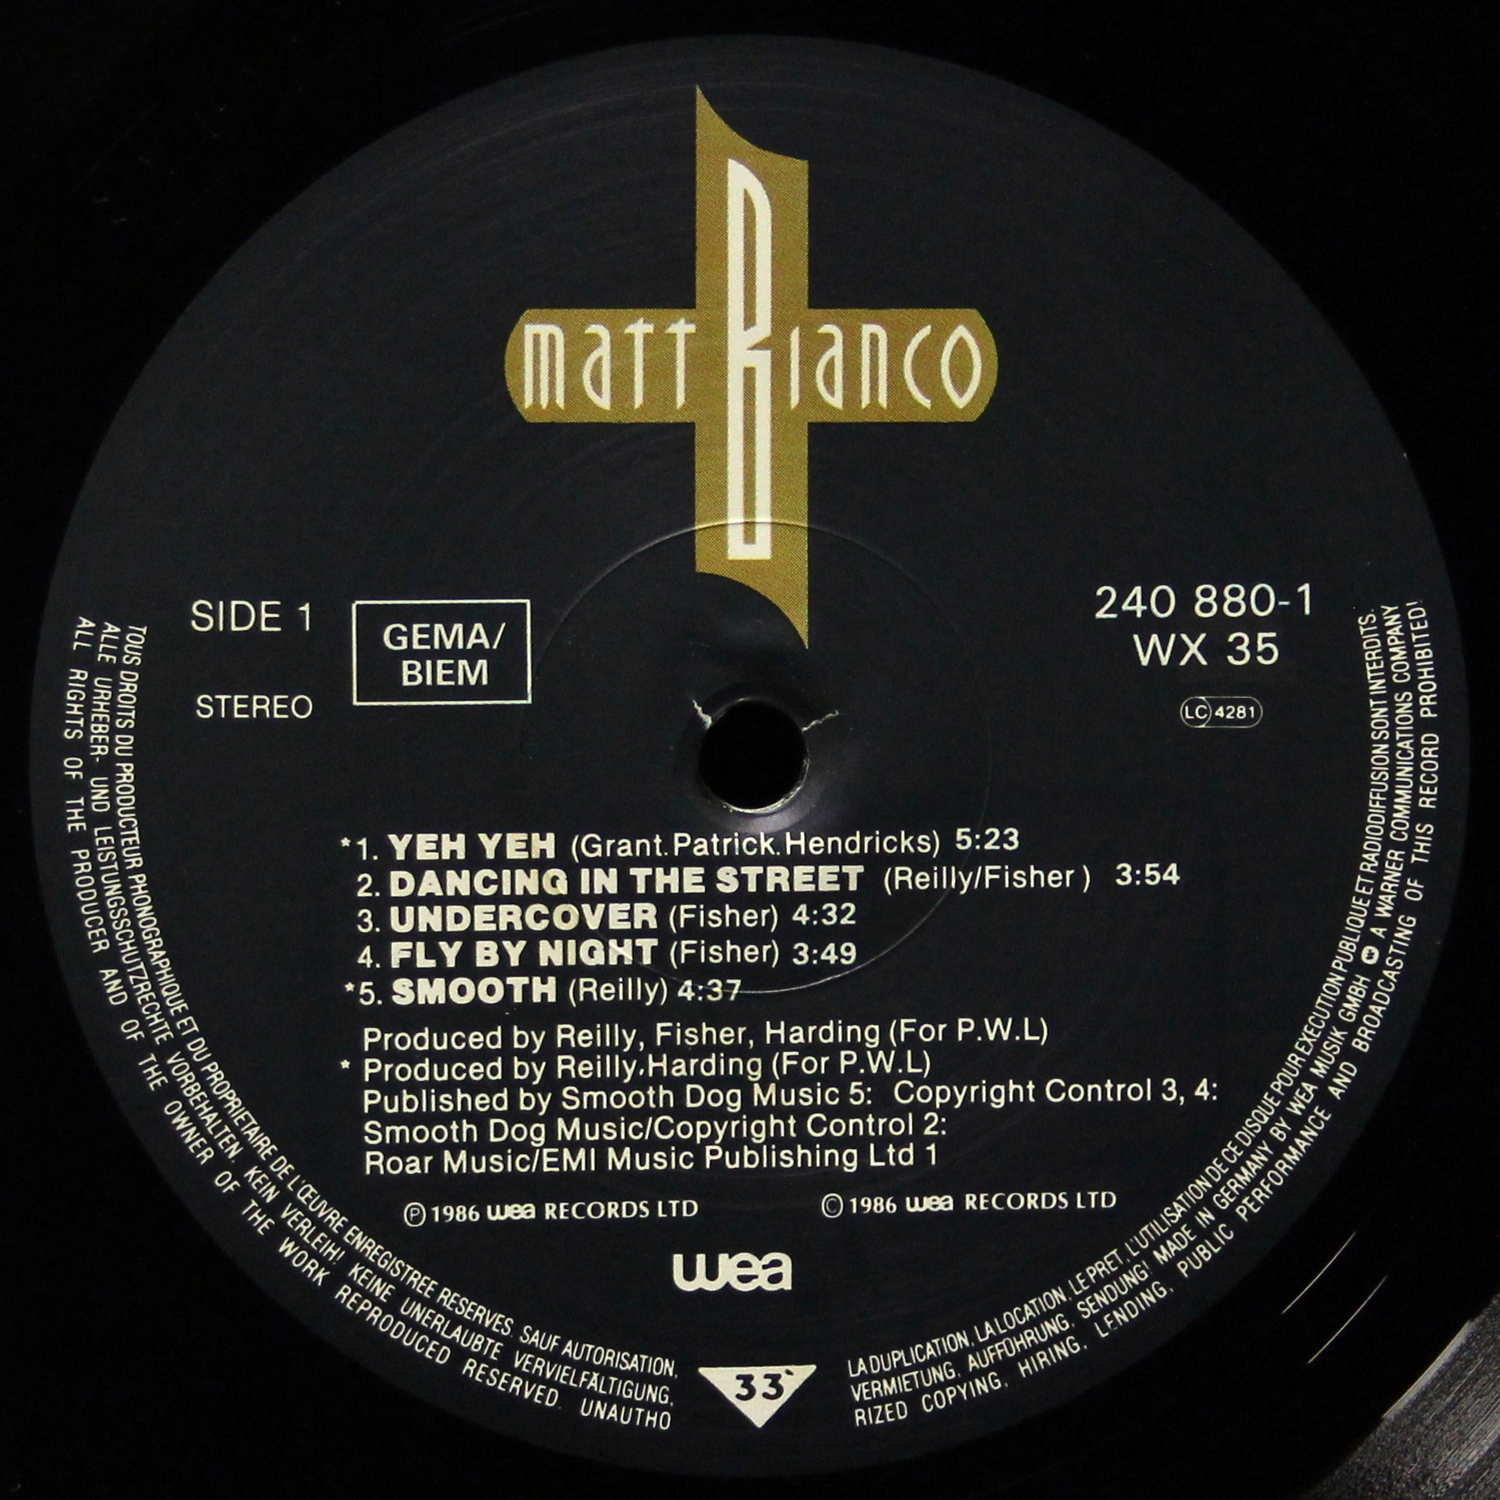 matt Bianco
SIDE 1
GEMA/
BIEM
STEREO
240 880-1
WX 35
LC 4281
*1. YEH YEH (Grant.Patrick.Hendricks) 5:23
2. DANCING IN THE STREET (Reilly/Fisher) 3:54
3. UNDERCOVER (Fisher) 4:32
4. FLY BY NIGHT (Fisher) 3:49
*5. SMOOTH (Reilly) 4:37
Produced by Reilly, Fisher, Harding (For P.W.L)
* Produced by Reilly.Harding (For P.W.L)
Published by Smooth Dog Music 5: Copyright Control 3, 4:
Smooth Dog Music/Copyright Control 2:
Roar Music/EMI Music Publishing Ltd 1
℗ 1986 wea RECORDS LTD © 1986 wea RECORDS LTD
wea
33
TOUS DROITS DU PRODUCTEUR PHONOGRAPHIQUE ET DU PROPRIETAIRE DE L'ŒUVRE ENREGISTREE RESERVES. SAUF AUTORISATION, LA DUPLICATION, LA LOCATION, LE PRET, L'UTILISATION DE CE DISQUE POUR EXECUTION PUBLIQUE ET RADIODIFFUSION SONT INTERDITS.
ALLE URHEBER- UND LEISTUNGSSCHUTZRECHTE VORBEHALTEN. KEIN VERLEIH! KEINE UNERLAUBTE VERVIELFÄLTIGUNG, VERMIETUNG, AUFFÜHRUNG, SENDUNG! MADE IN GERMANY BY WEA MUSIK GMBH A WARNER COMMUNICATIONS COMPANY
ALL RIGHTS OF THE PRODUCER AND OF THE OWNER OF THE WORK REPRODUCED RESERVED. UNAUTHO RIZED COPYING, HIRING, LENDING, PUBLIC PERFORMANCE AND BROADCASTING OF THIS RECORD PROHIBITED!